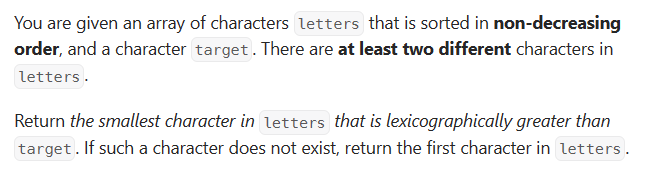 You are given an array of characters letters that is sorted in non-decreasing
order, and a character target. There are at least two different characters in
letters.
Return the smallest character in letters that is lexicographically greater than
target. If such a character does not exist, return the first character in letters.